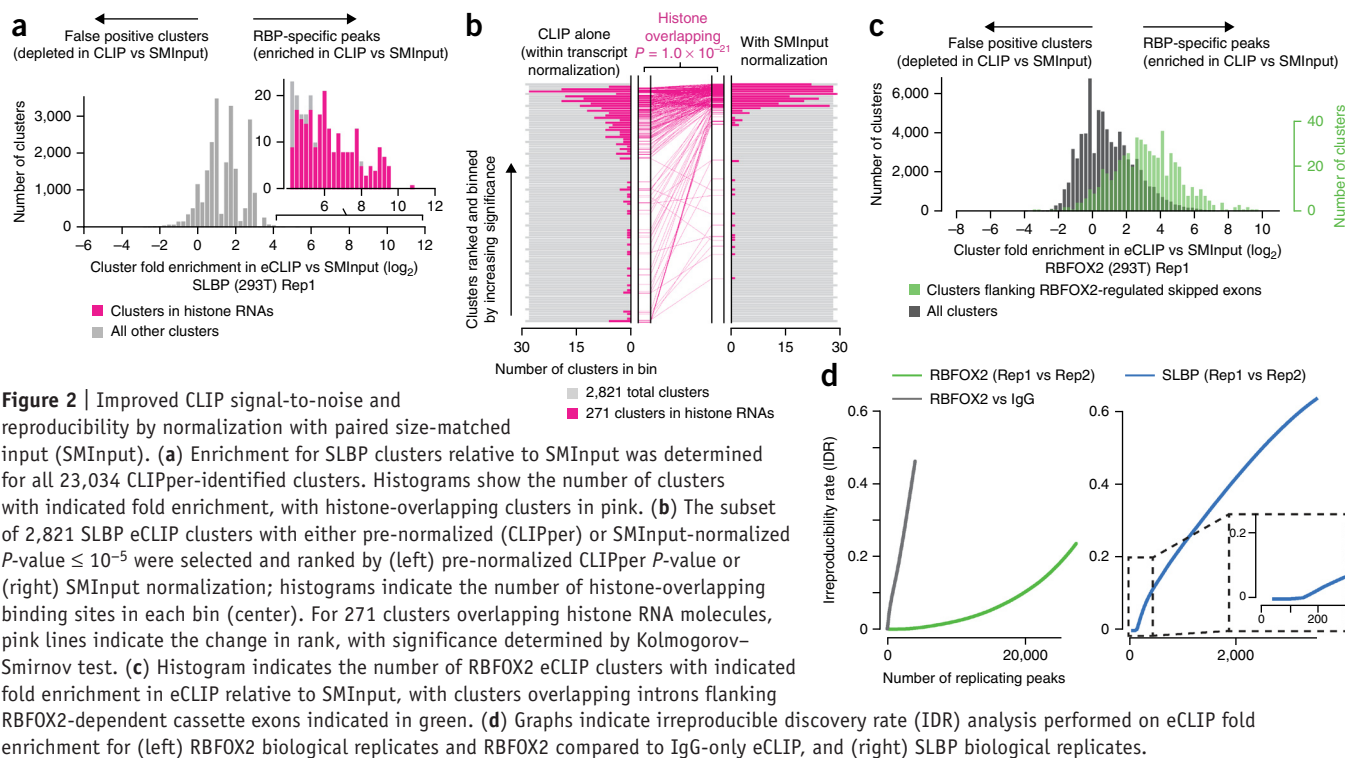 a
False positive clusters
(depleted in CLIP vs SMInput)
RBP-specific peaks
(enriched in CLIP vs SMInput)
Number of clusters
3,000
2,000
1,000
0
20
10
0
6 8 10 12
−6 −4 −2 0 2 4 6 8 10 12
Cluster fold enrichment in eCLIP vs SMInput (log2)
SLBP (293T) Rep1
Clusters in histone RNAs
All other clusters
b
CLIP alone
(within transcript
normalization)
Histone
overlapping
P = 1.0 × 10−21
With SMInput
normalization
Clusters ranked and binned
by increasing significance
30 15 0 0 15 30
Number of clusters in bin
2,821 total clusters
271 clusters in histone RNAs
c
False positive clusters
(depleted in CLIP vs SMInput)
RBP-specific peaks
(enriched in CLIP vs SMInput)
Number of clusters
6,000
4,000
2,000
0
40
20
0
Number of clusters
−8 −6 −4 −2 0 2 4 6 8 10
Cluster fold enrichment in eCLIP vs SMInput (log2)
RBFOX2 (293T) Rep1
Clusters flanking RBFOX2-regulated skipped exons
All clusters
d
RBFOX2 (Rep1 vs Rep2)
RBFOX2 vs IgG
SLBP (Rep1 vs Rep2)
Irreproducibility rate (IDR)
0.6
0.4
0.2
0
0 20,000
Number of replicating peaks
0.6
0.4
0.2
0
0 2,000
0.2
0
0 200
Figure 2 | Improved CLIP signal-to-noise and
reproducibility by normalization with paired size-matched
input (SMInput). (a) Enrichment for SLBP clusters relative to SMInput was determined
for all 23,034 CLIPper-identified clusters. Histograms show the number of clusters
with indicated fold enrichment, with histone-overlapping clusters in pink. (b) The subset
of 2,821 SLBP eCLIP clusters with either pre-normalized (CLIPper) or SMInput-normalized
P-value ≤ 10−5 were selected and ranked by (left) pre-normalized CLIPper P-value or
(right) SMInput normalization; histograms indicate the number of histone-overlapping
binding sites in each bin (center). For 271 clusters overlapping histone RNA molecules,
pink lines indicate the change in rank, with significance determined by Kolmogorov–
Smirnov test. (c) Histogram indicates the number of RBFOX2 eCLIP clusters with indicated
fold enrichment in eCLIP relative to SMInput, with clusters overlapping introns flanking
RBFOX2-dependent cassette exons indicated in green. (d) Graphs indicate irreproducible discovery rate (IDR) analysis performed on eCLIP fold
enrichment for (left) RBFOX2 biological replicates and RBFOX2 compared to IgG-only eCLIP, and (right) SLBP biological replicates.